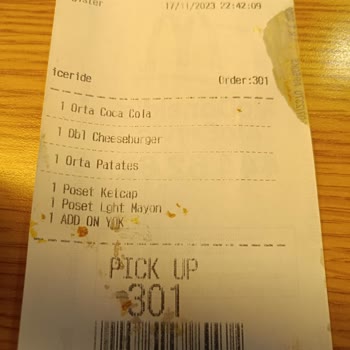 17/11/2023 22:42:09
iceride Order:301
1 Orta Coca Cola
1 Dbl Cheeseburger
1 Orta Patates
1 Poset Kelcap
1 Poset Lght Mayon
1 ADD ON YOK
PICK UP
301